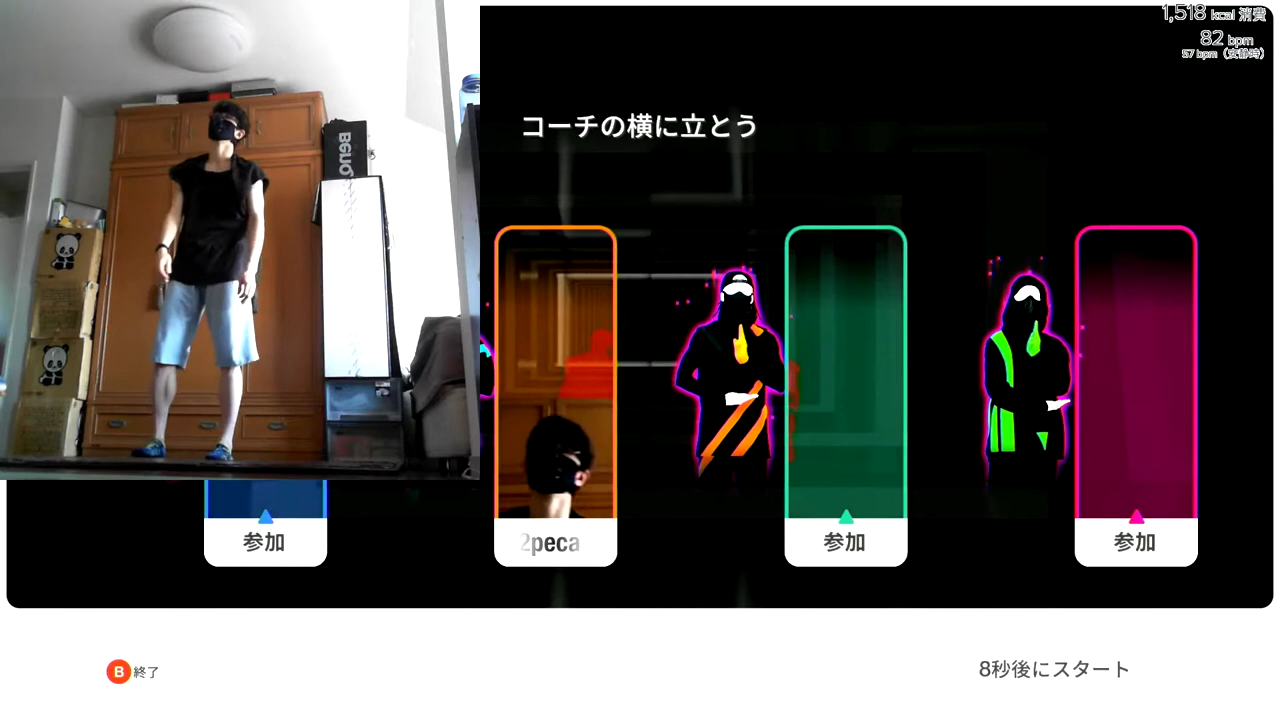 1,518 kcal 消費
82 bpm
57 bpm（安静時）
コーチの横に立とう
BenQ
参加
2peca
参加
参加
B 終了
8秒後にスタート